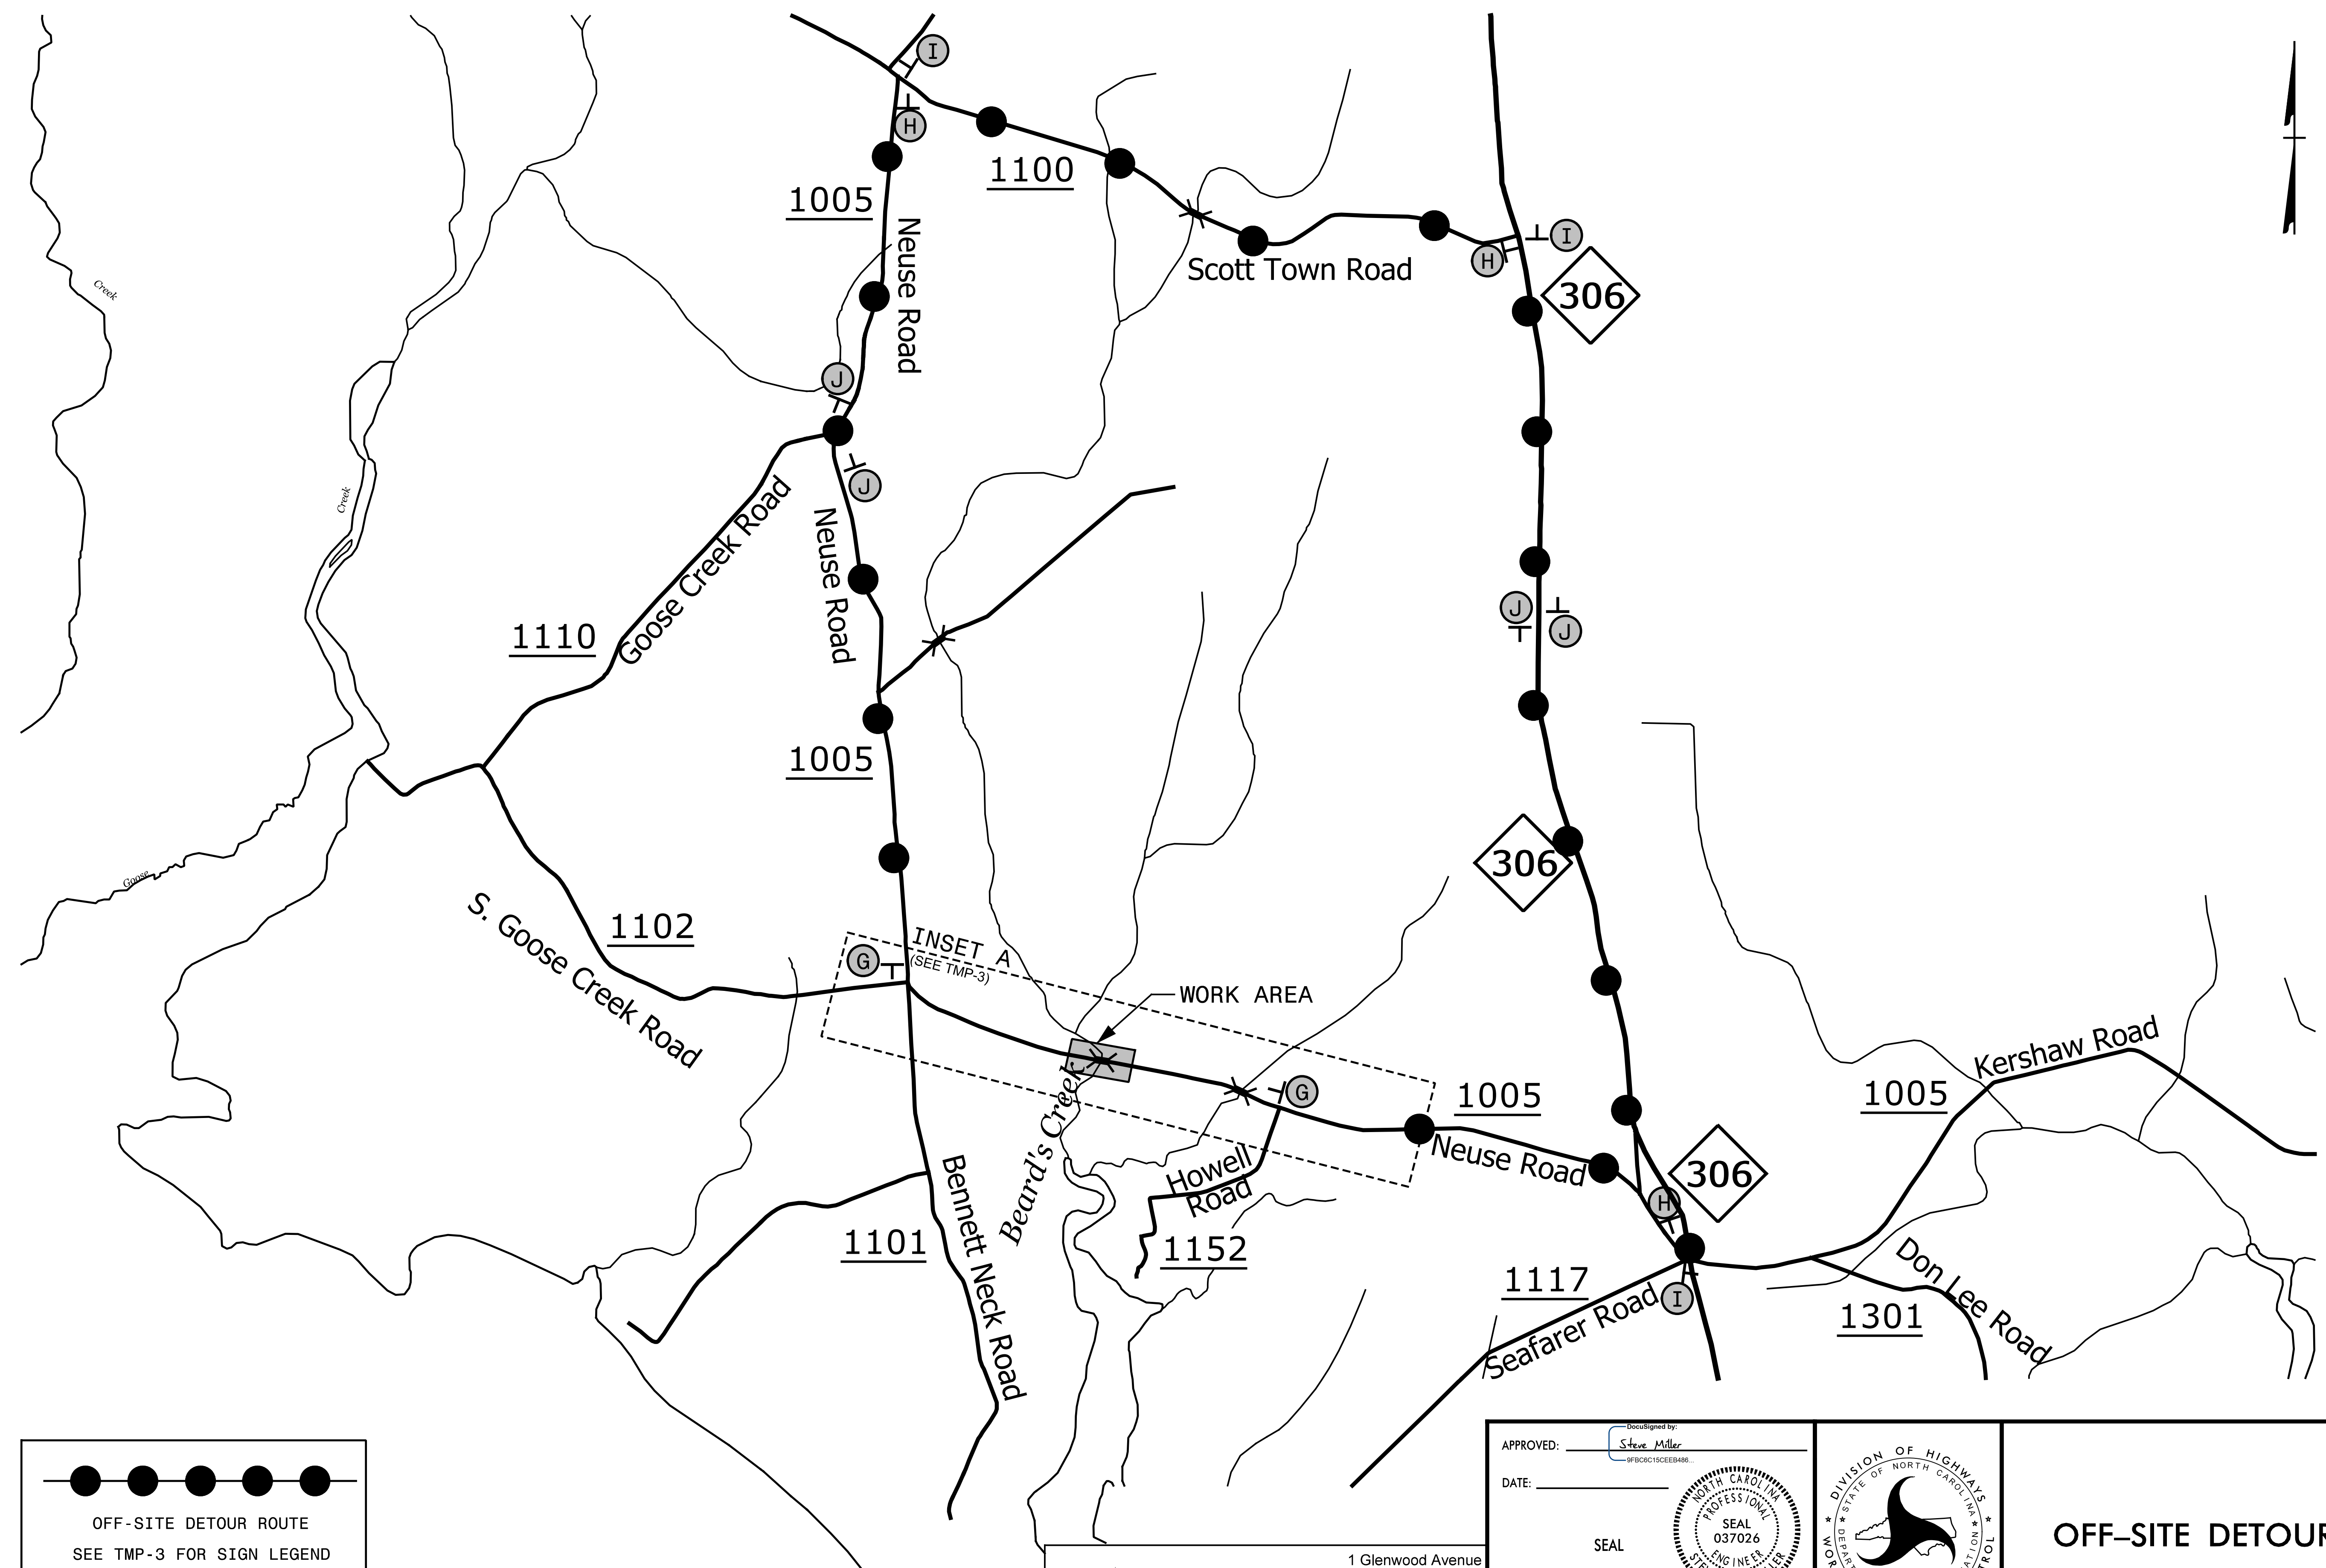 I
H
1005
1100
Neuse Road
Scott Town Road
H
I
306
Creek
J
J
Creek
Goose Creek Road
Neuse Road
1110
J
J
1005
306
Goose
S. Goose Creek Road
1102
G
INSET A
(SEE TMP-3)
WORK AREA
G
1005
1005
Kershaw Road
Neuse Road
Beard's Creek
Howell
Road
306
H
1101
Bennett Neck Road
1152
1117
Seafarer Road
I
Don Lee Road
1301
OFF-SITE DETOUR ROUTE
SEE TMP-3 FOR SIGN LEGEND
1 Glenwood Avenue
APPROVED:
DocuSigned by:
Steve Miller
9FBC6C15CEEB486...
DATE:
SEAL
NORTH CAROLINA
PROFESSIONAL
SEAL
037026
ENGINEER
DIVISION OF HIGHWAYS
STATE OF NORTH CAROLINA
OFF–SITE DETOUR